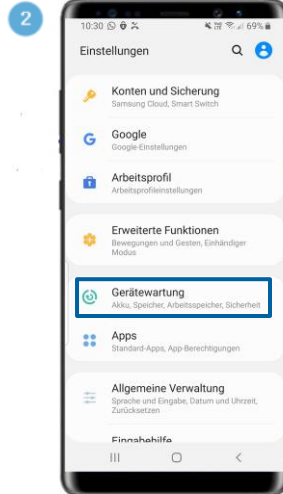 2
10:30 69%
Einstellungen
Konten und Sicherung
Samsung Cloud, Smart Switch
G Google
Google-Einstellungen
Arbeitsprofil
Arbeitsprofileinstellungen
Erweiterte Funktionen
Bewegungen und Gesten, Einhändiger
Modus
Gerätewartung
Akku, Speicher, Arbeitsspeicher, Sicherheit
Apps
Standard-Apps, App-Berechtigungen
Allgemeine Verwaltung
Sprache und Eingabe, Datum und Uhrzeit,
Zurücksetzen
Eingabehilfe